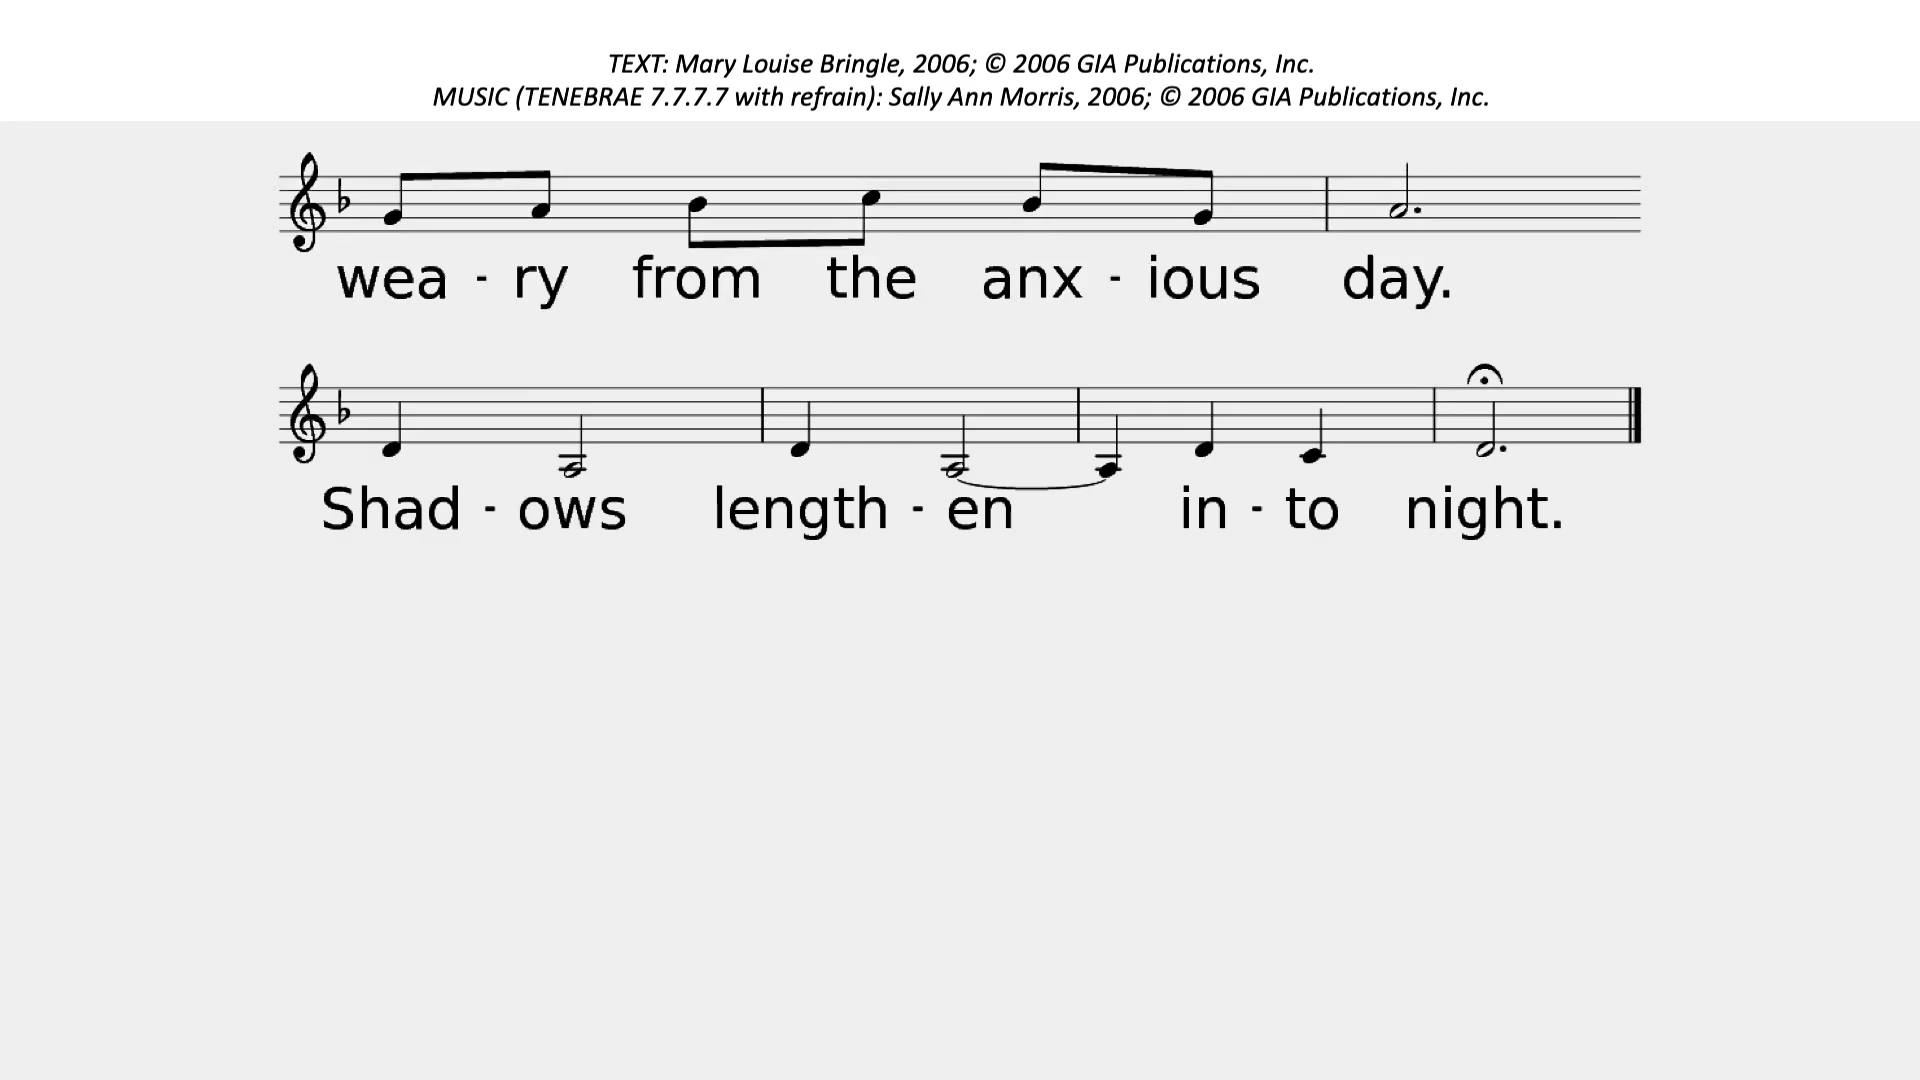 TEXT: Mary Louise Bringle, 2006; © 2006 GIA Publications, Inc.
MUSIC (TENEBRAE 7.7.7.7 with refrain): Sally Ann Morris, 2006; © 2006 GIA Publications, Inc.
wea - ry from the anx - ious day.
Shad - ows length - en in - to night.